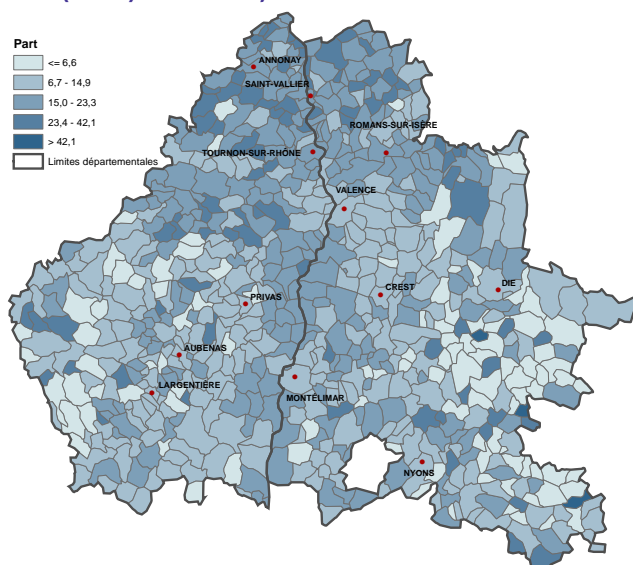 Part
<= 6,6
6,7 - 14,9
15,0 - 23,3
23,4 - 42,1
> 42,1
Limites départementales
ANNONAY
SAINT-VALLIER
ROMANS-SUR-ISÈRE
TOURNON-SUR-RHÔNE
VALENCE
DIE
CREST
PRIVAS
AUBENAS
LARGENTIÈRE
MONTÉLIMAR
NYONS